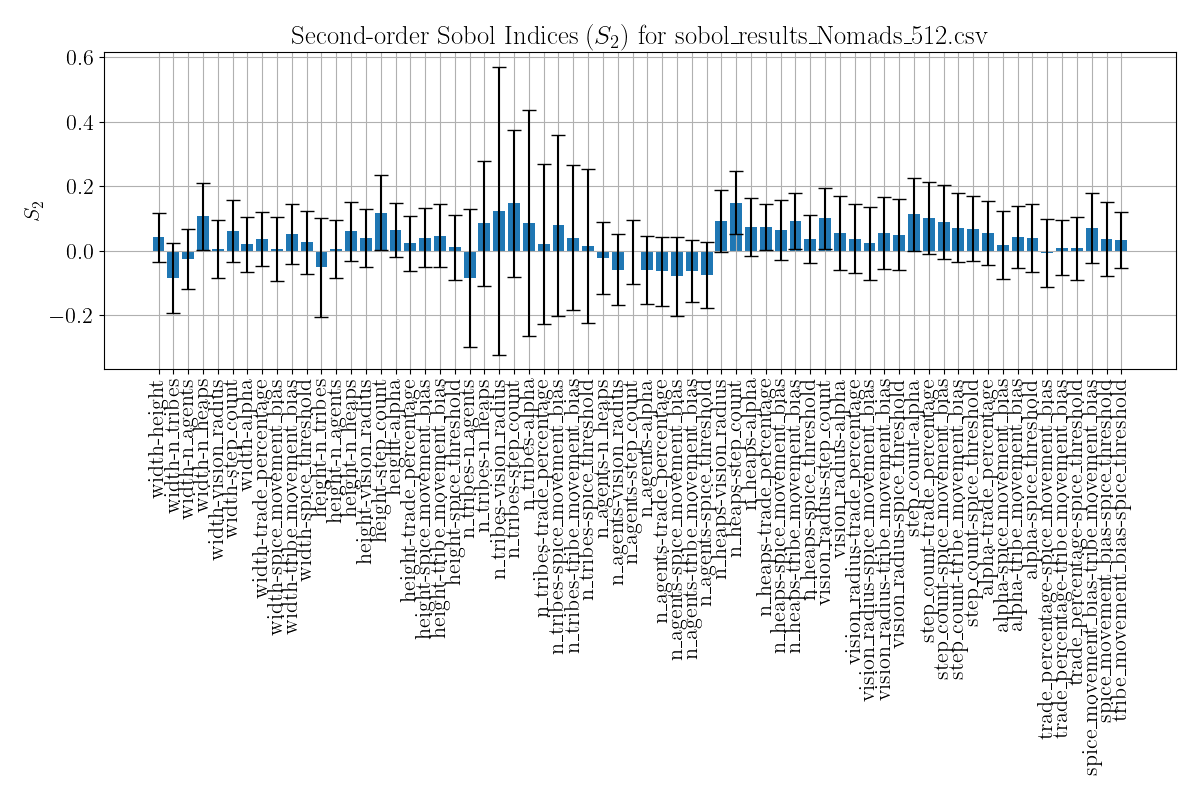 Second-order Sobol Indices (S₂) for sobol_results_Nomads_512.csv
S₂
0.6
0.4
0.2
0.0
−0.2
width-height
width-n_tribes
width-n_agents
width-n_heaps
width-vision_radius
width-step_count
width-alpha
width-trade_percentage
width-spice_movement_bias
width-tribe_movement_bias
width-spice_threshold
height-n_tribes
height-n_agents
height-n_heaps
height-vision_radius
height-step_count
height-alpha
height-trade_percentage
height-spice_movement_bias
height-tribe_movement_bias
height-spice_threshold
n_tribes-n_agents
n_tribes-n_heaps
n_tribes-vision_radius
n_tribes-step_count
n_tribes-alpha
n_tribes-trade_percentage
n_tribes-spice_movement_bias
n_tribes-tribe_movement_bias
n_tribes-spice_threshold
n_agents-n_heaps
n_agents-vision_radius
n_agents-step_count
n_agents-alpha
n_agents-trade_percentage
n_agents-spice_movement_bias
n_agents-tribe_movement_bias
n_agents-spice_threshold
n_heaps-vision_radius
n_heaps-step_count
n_heaps-alpha
n_heaps-trade_percentage
n_heaps-spice_movement_bias
n_heaps-tribe_movement_bias
n_heaps-spice_threshold
vision_radius-step_count
vision_radius-alpha
vision_radius-trade_percentage
vision_radius-spice_movement_bias
vision_radius-tribe_movement_bias
vision_radius-spice_threshold
step_count-alpha
step_count-trade_percentage
step_count-spice_movement_bias
step_count-tribe_movement_bias
step_count-spice_threshold
alpha-trade_percentage
alpha-spice_movement_bias
alpha-tribe_movement_bias
alpha-spice_threshold
trade_percentage-spice_movement_bias
trade_percentage-tribe_movement_bias
trade_percentage-spice_threshold
spice_movement_bias-tribe_movement_bias
spice_movement_bias-spice_threshold
tribe_movement_bias-spice_threshold